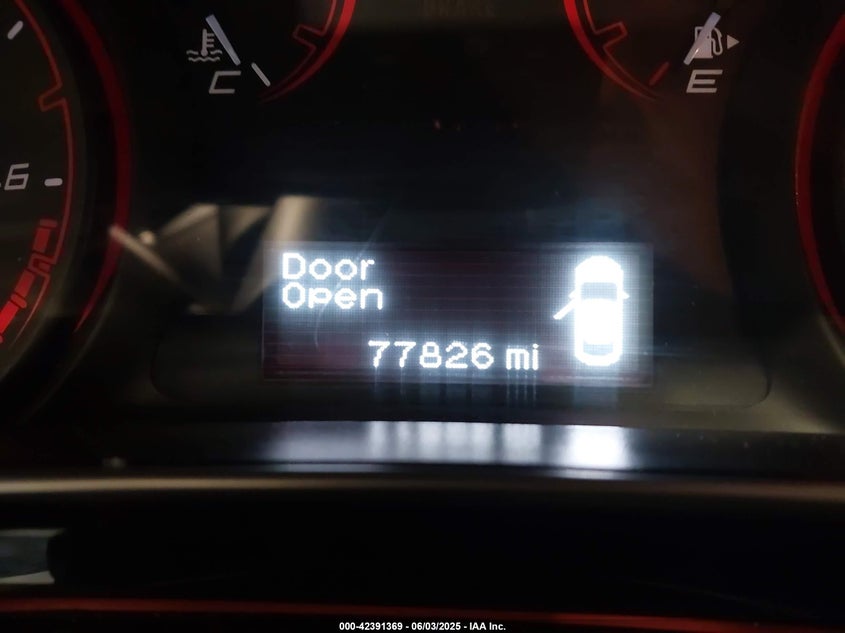 C
E
6
Door
Open
77826 mi
000-42391369 - 06/03/2025 - IAA Inc.